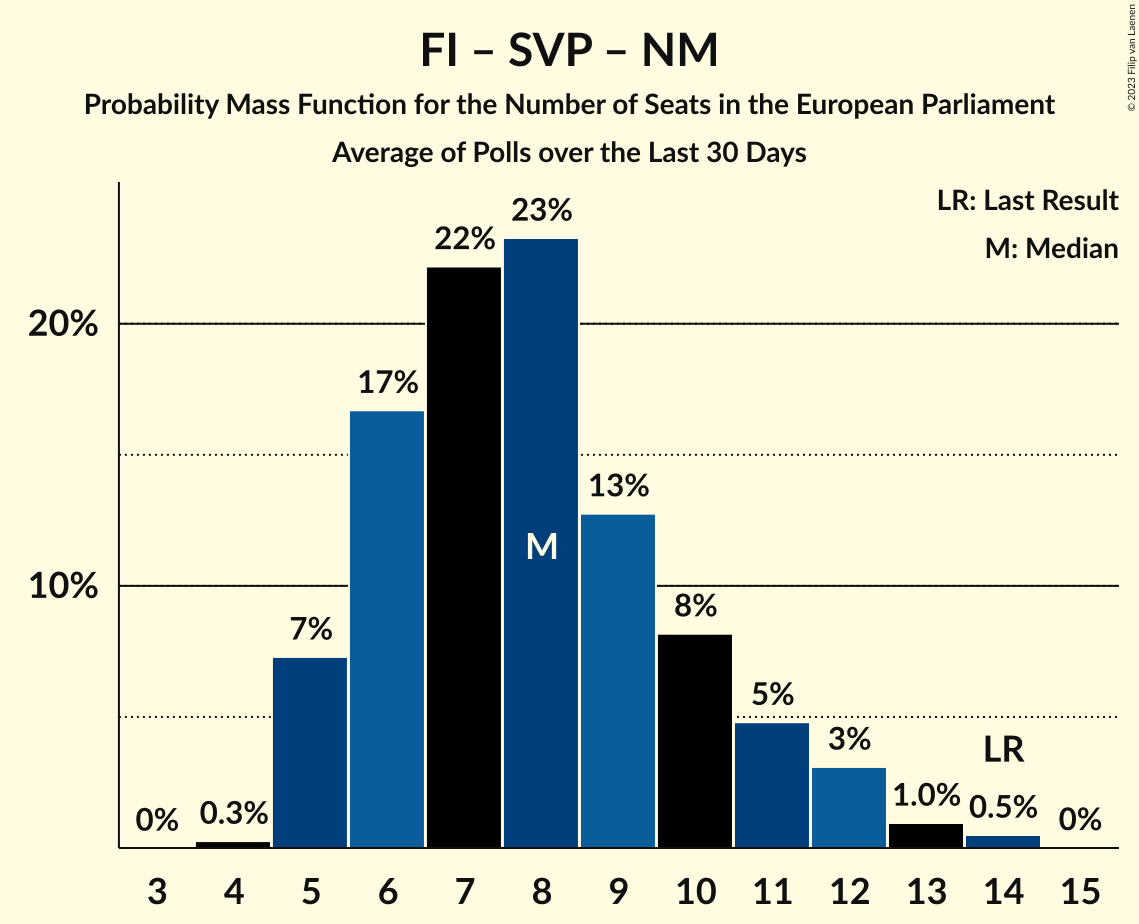 FI – SVP – NM
Probability Mass Function for the Number of Seats in the European Parliament
Average of Polls over the Last 30 Days
© 2023 Filip van Laenen
LR: Last Result
M: Median
23%
22%
20%
17%
13%
M
10%
8%
7%
5%
3%
LR
1.0%
0.5%
0.3%
0%
0%
3 4 5 6 7 8 9 10 11 12 13 14 15